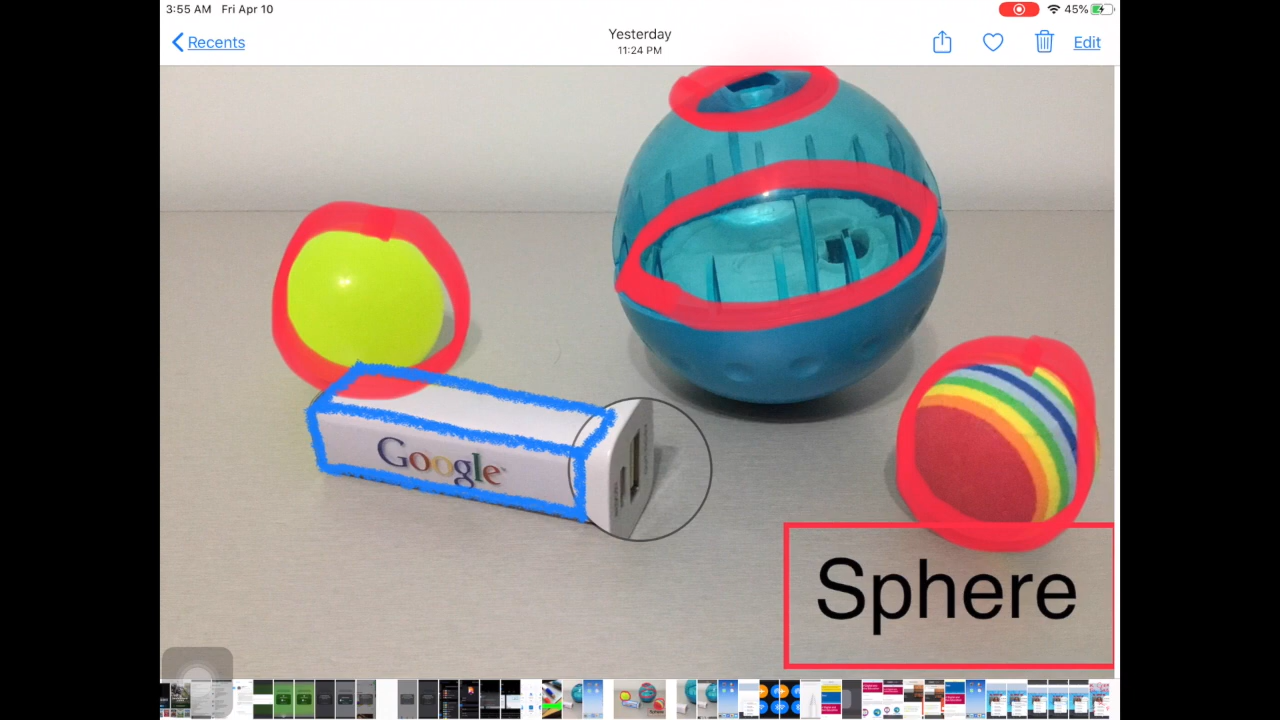 3:55 AM Fri Apr 10
45%
Recents
Yesterday
11:24 PM
Edit
Google
Sphere